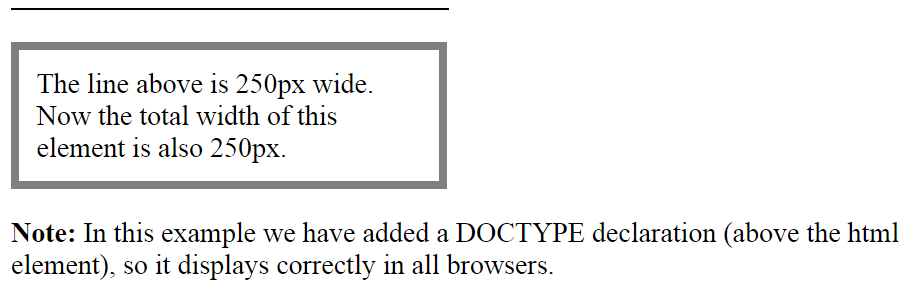 The line above is 250px wide.
Now the total width of this
element is also 250px.
Note: In this example we have added a DOCTYPE declaration (above the html
element), so it displays correctly in all browsers.